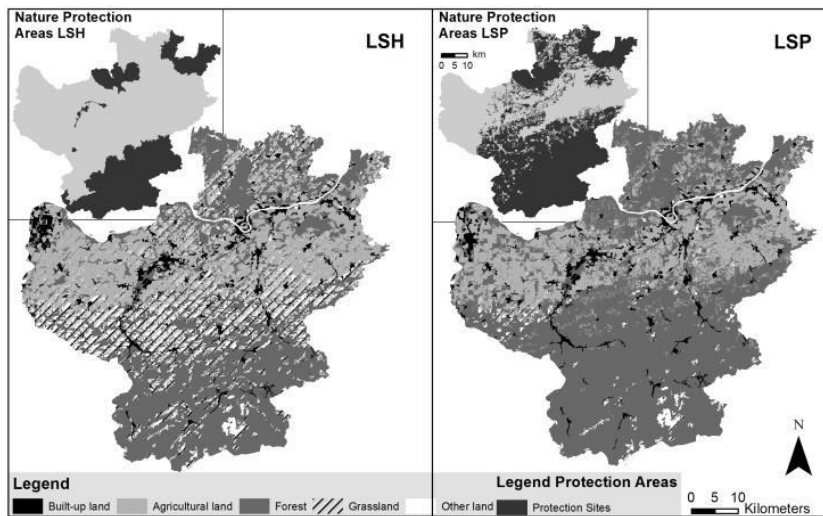 Nature Protection
Areas LSH
LSH
Nature Protection
Areas LSP
km
0 5 10
LSP
N
Legend
Built-up land
Agricultural land
Forest
Grassland
Other land
Legend Protection Areas
Protection Sites
0 5 10
Kilometers